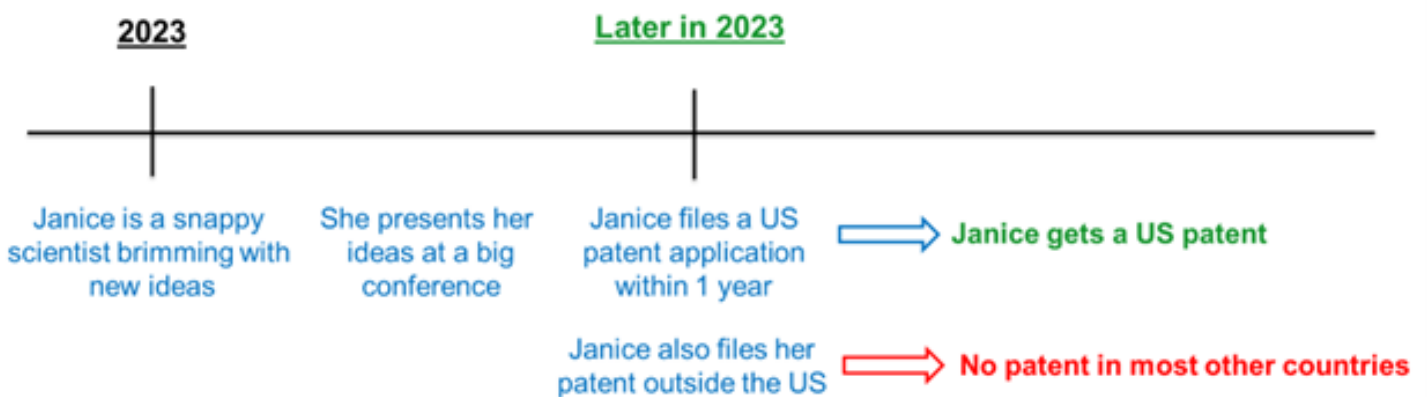 2023
Later in 2023
Janice is a snappy
scientist brimming with
new ideas
She presents her
ideas at a big
conference
Janice files a US
patent application
within 1 year
Janice gets a US patent
Janice also files her
patent outside the US
No patent in most other countries